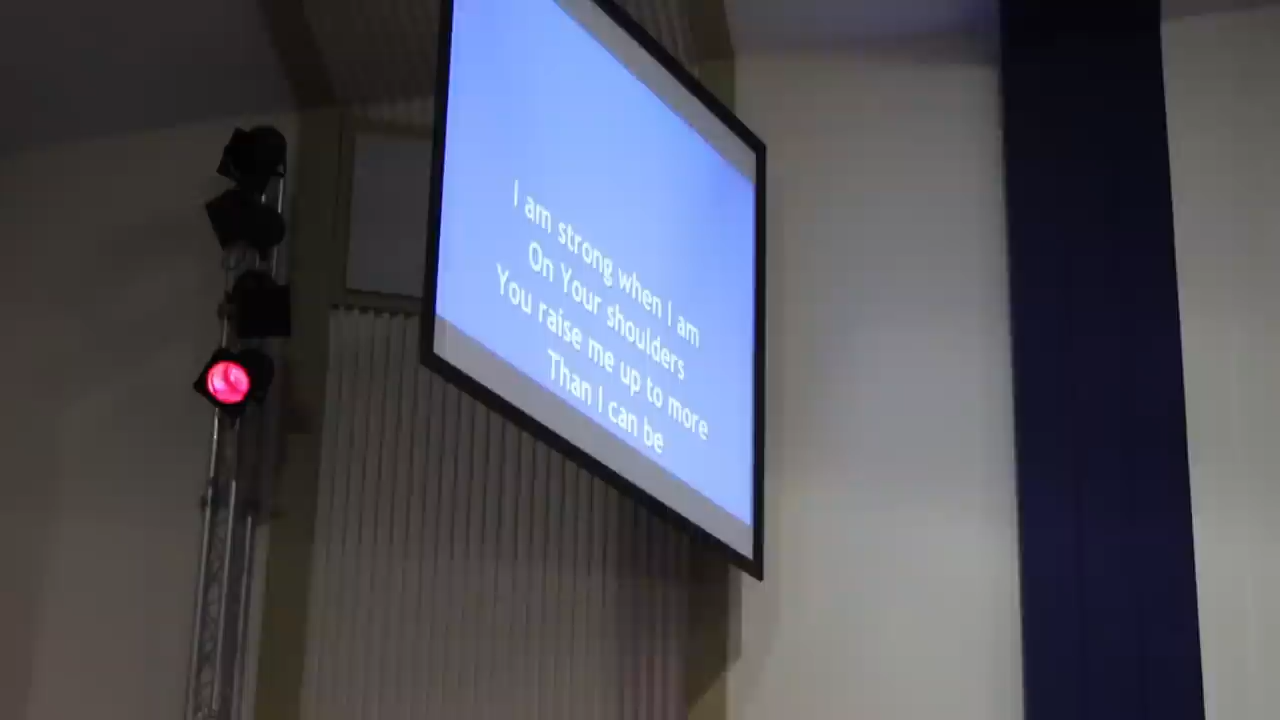 I am strong when I am
On Your shoulders
You raise me up to more
Than I can be